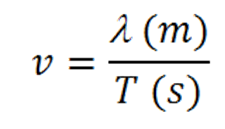 v = λ (m) / T (s)